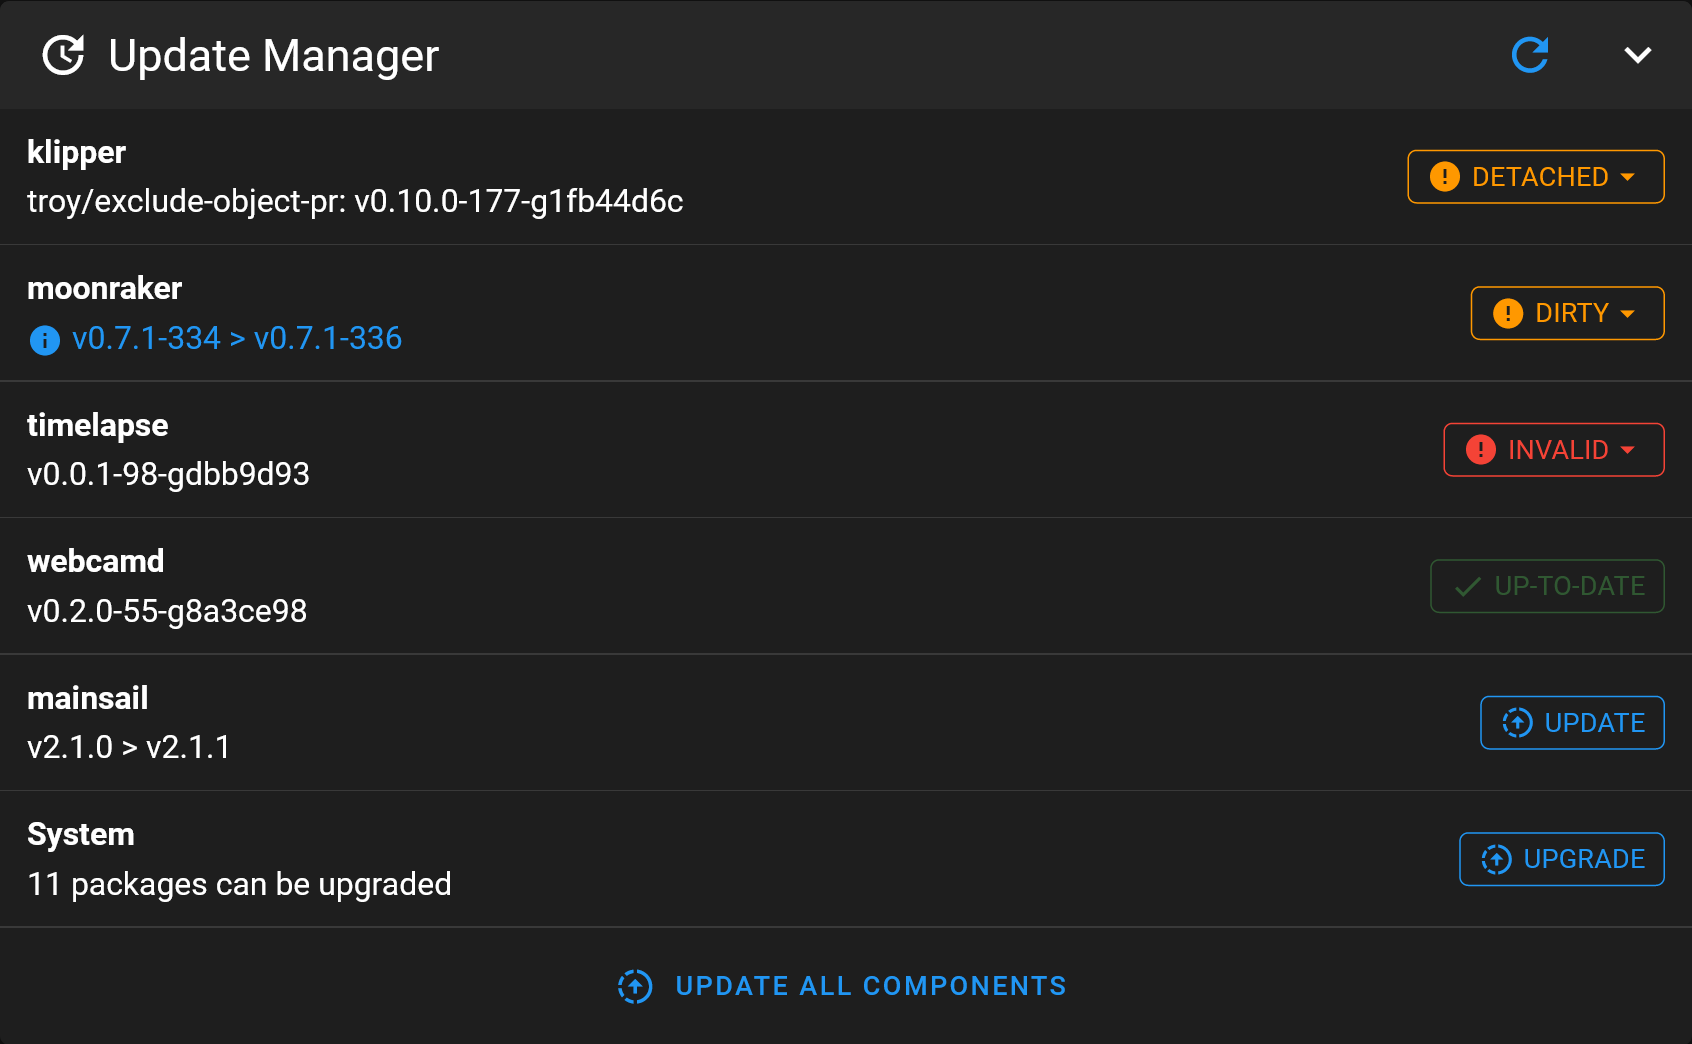 Update Manager
klipper
troy/exclude-object-pr: v0.10.0-177-g1fb44d6c
DETACHED
moonraker
v0.7.1-334 > v0.7.1-336
DIRTY
timelapse
v0.0.1-98-gdbb9d93
INVALID
webcamd
v0.2.0-55-g8a3ce98
UP-TO-DATE
mainsail
v2.1.0 > v2.1.1
UPDATE
System
11 packages can be upgraded
UPGRADE
UPDATE ALL COMPONENTS